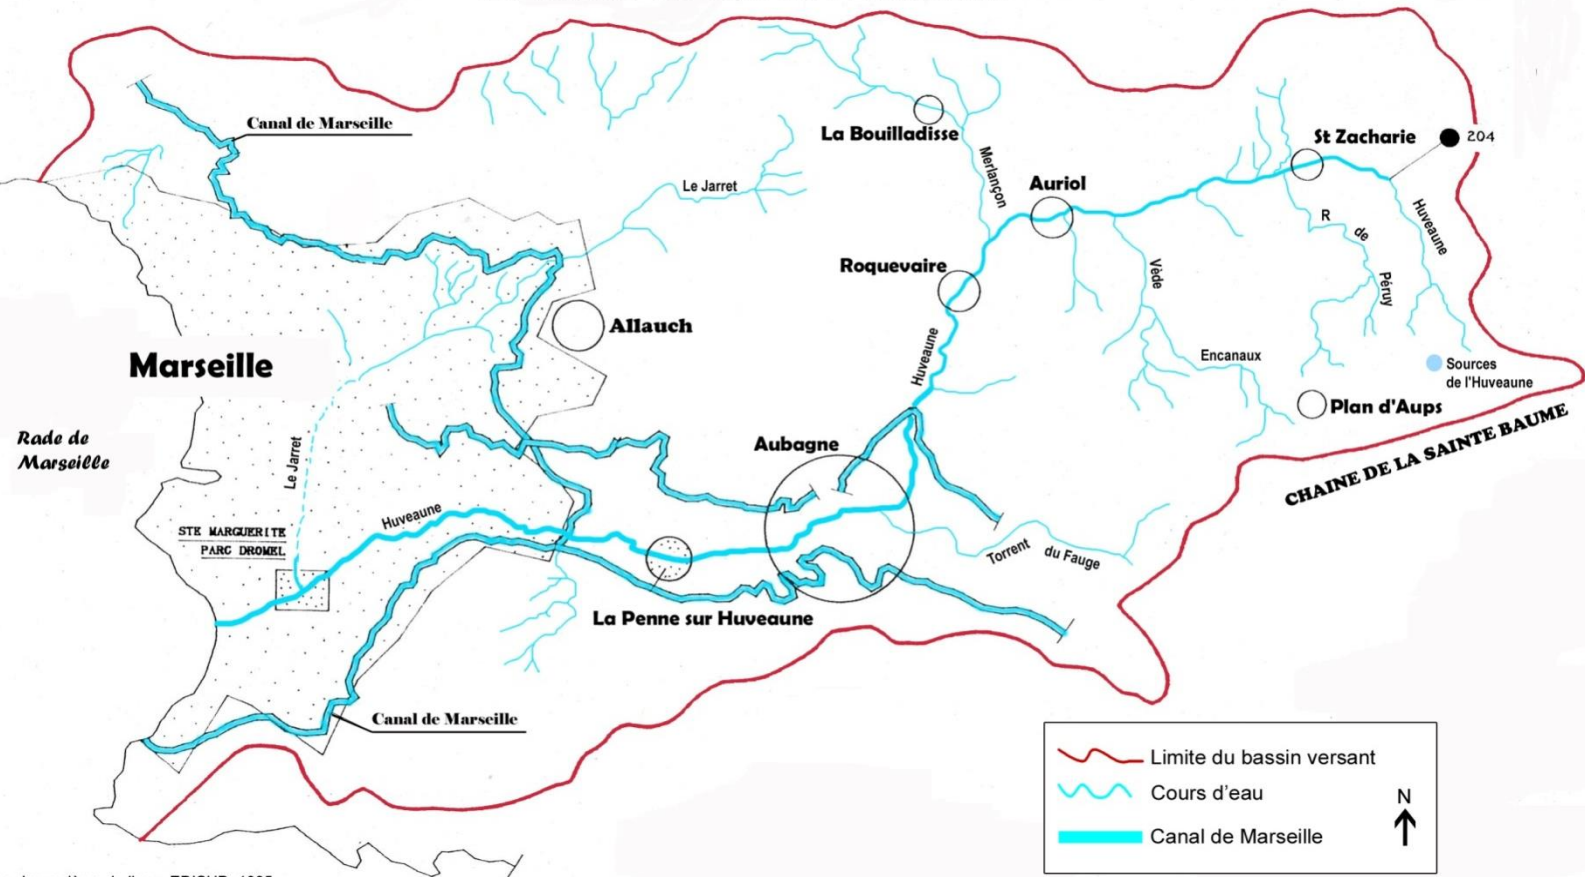 Canal de Marseille
La Bouilladisse
St Zacharie
204
Merlançon
Le Jarret
Auriol
R
de
Péruy
Huveaune
Roquevaire
Vède
Allauch
Huveaune
Marseille
Encanaux
Sources
de l'Huveaune
Plan d'Aups
CHAINE DE LA SAINTE BAUME
Rade de
Marseille
Aubagne
Le Jarret
Huveaune
STE MARGUERITE
PARC DROMEL
Torrent du Fauge
La Penne sur Huveaune
Canal de Marseille
Limite du bassin versant
Cours d'eau
Canal de Marseille
N